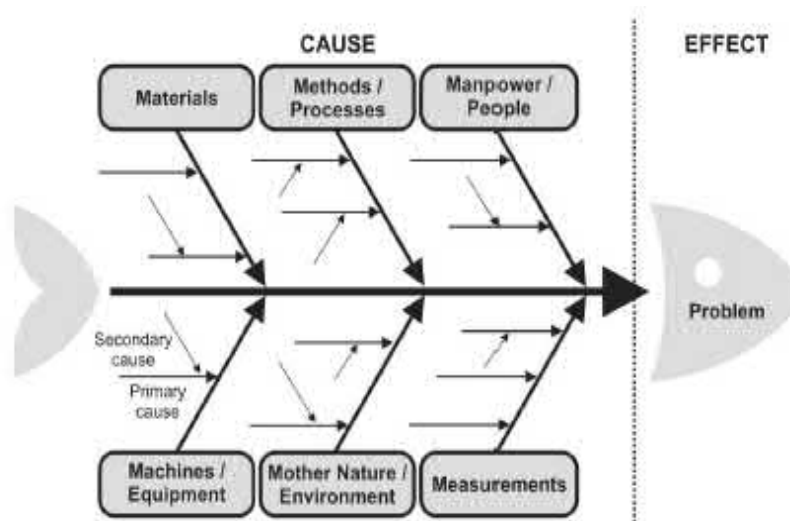 CAUSE
EFFECT
Materials
Methods /
Processes
Manpower /
People
Problem
Secondary
cause
Primary
cause
Machines /
Equipment
Mother Nature /
Environment
Measurements